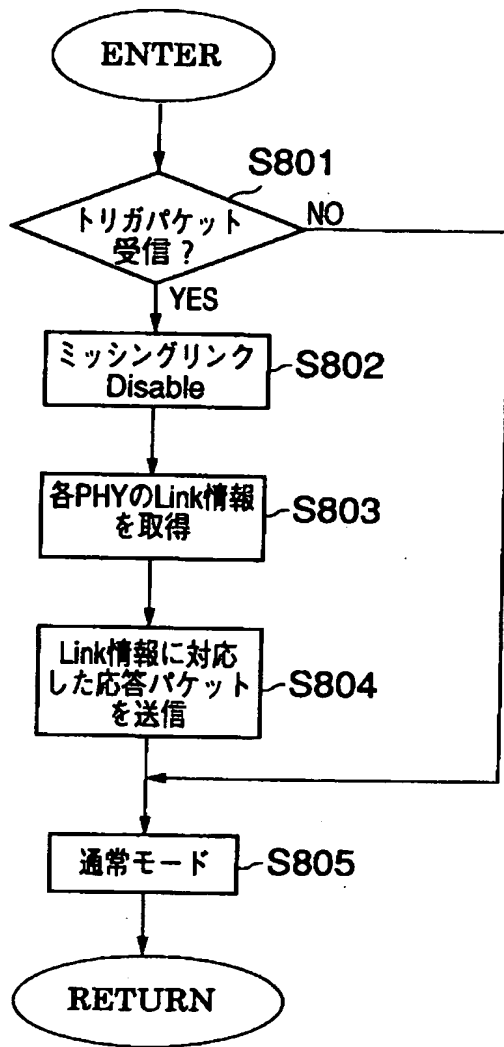 ENTER
S801
トリガパケット
受信？
NO
YES
ミッシングリンク
Disable
S802
各PHYのLink情報
を取得
S803
Link情報に対応
した応答パケット
を送信
S804
通常モード
S805
RETURN